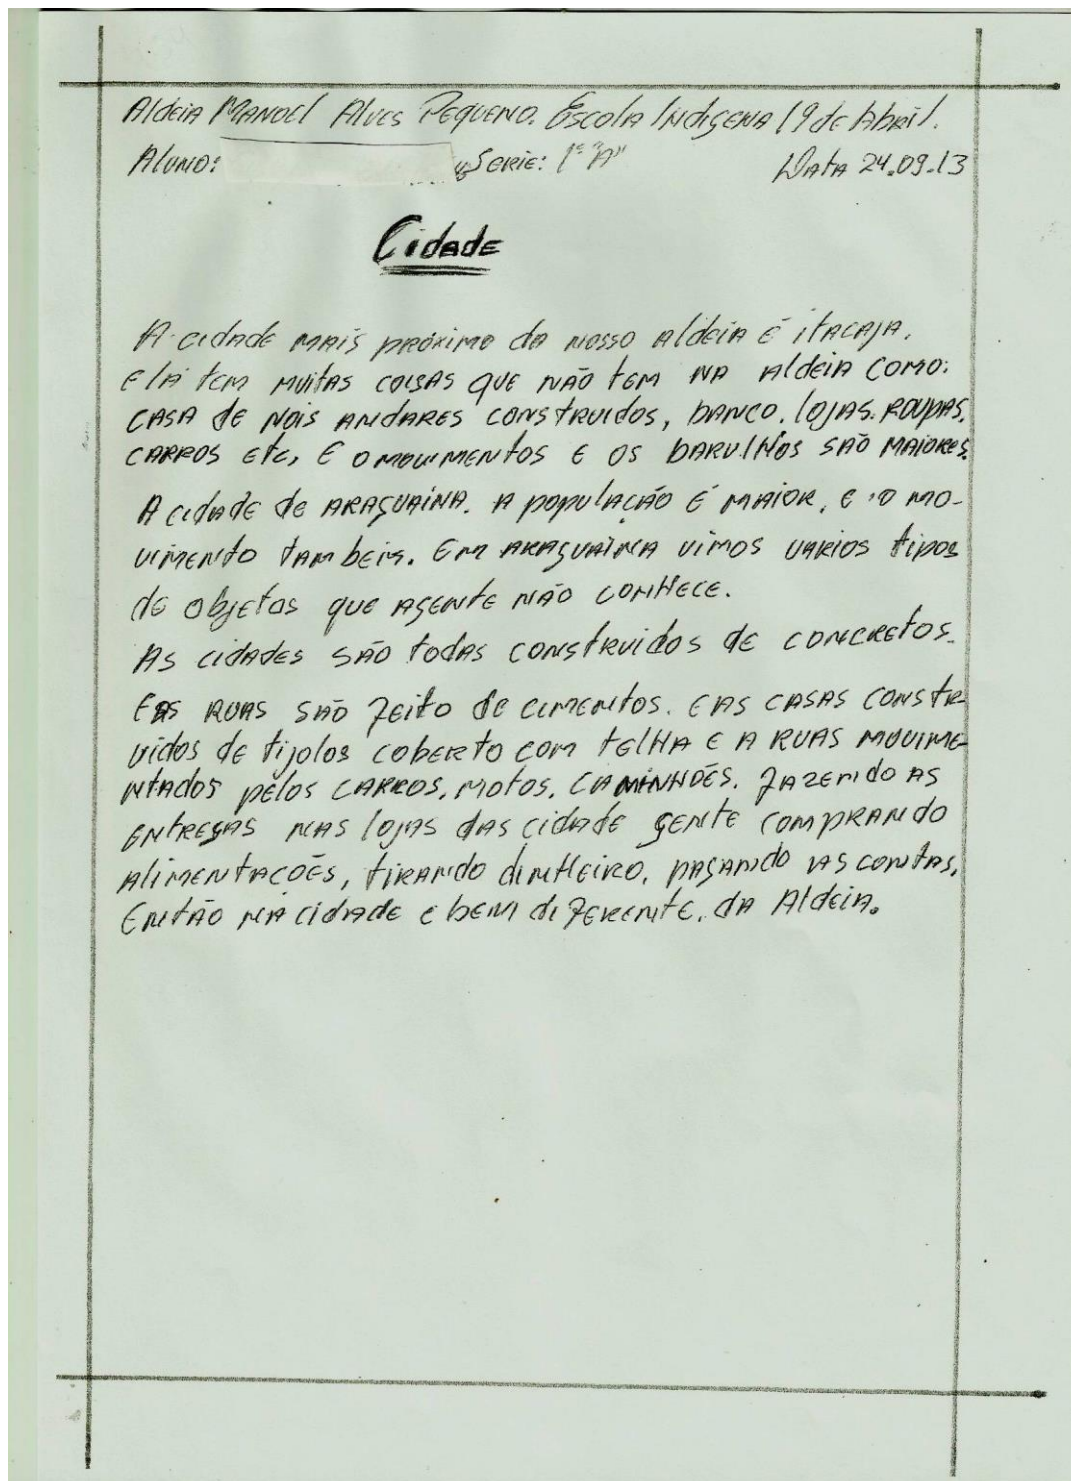 Aldeia Manoel Alves Pequeno. Escola Indigena 19 de Abril.
Aluno: Serie: 1ª "A" Data 24.09.13
Cidade
A cidade mais próximo da nosso aldeia é itacaja.
Ela tem muitas coisas que não tem na aldeia como:
casa de nois andares construidos, banco, lojas. roupas,
carros etc, E o movimentos e os barulhos são maiores.
A cidade de Araguaina. A população é maior, e o mo-
vimento tambeim. Em Araguaina vimos varios tipos
de objetos que agente não conhece.
As cidades são todas construidos de concretos.
E as ruas são feito de cimentos. E as casas constr-
uidos de tijolos coberto com telha e a ruas movime-
ntados pelos carros, motos, caminhões. fazendo as
entregas nas lojas das cidade gente comprando
alimentacões, tirando dinheiro, pagando as contas,
Então na cidade e bem diferente, da Aldeia.